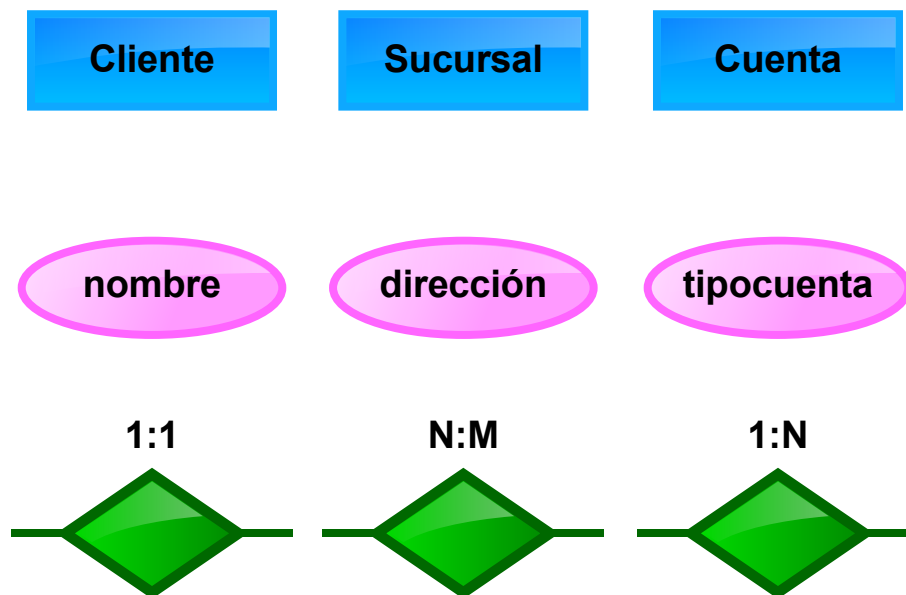 Cliente
Sucursal
Cuenta
nombre
dirección
tipocuenta
1:1
N:M
1:N